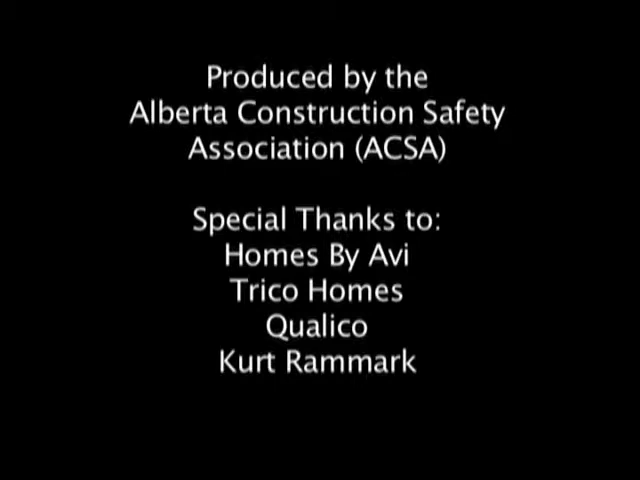 Produced by the
Alberta Construction Safety
Association (ACSA)
Special Thanks to:
Homes By Avi
Trico Homes
Qualico
Kurt Rammark